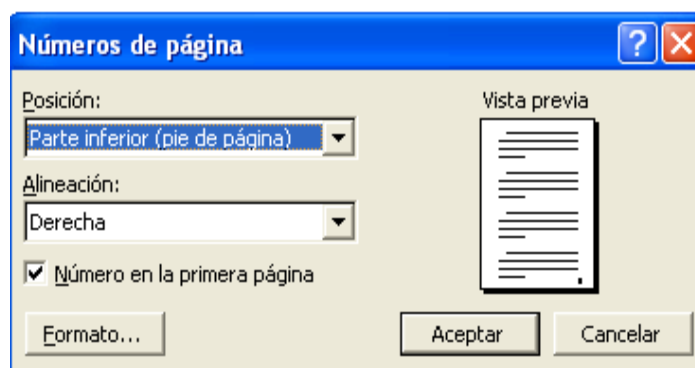 Números de página
Posición:
Vista previa
Parte inferior (pie de página)
Alineación:
Derecha
Número en la primera página
Formato...
Aceptar
Cancelar